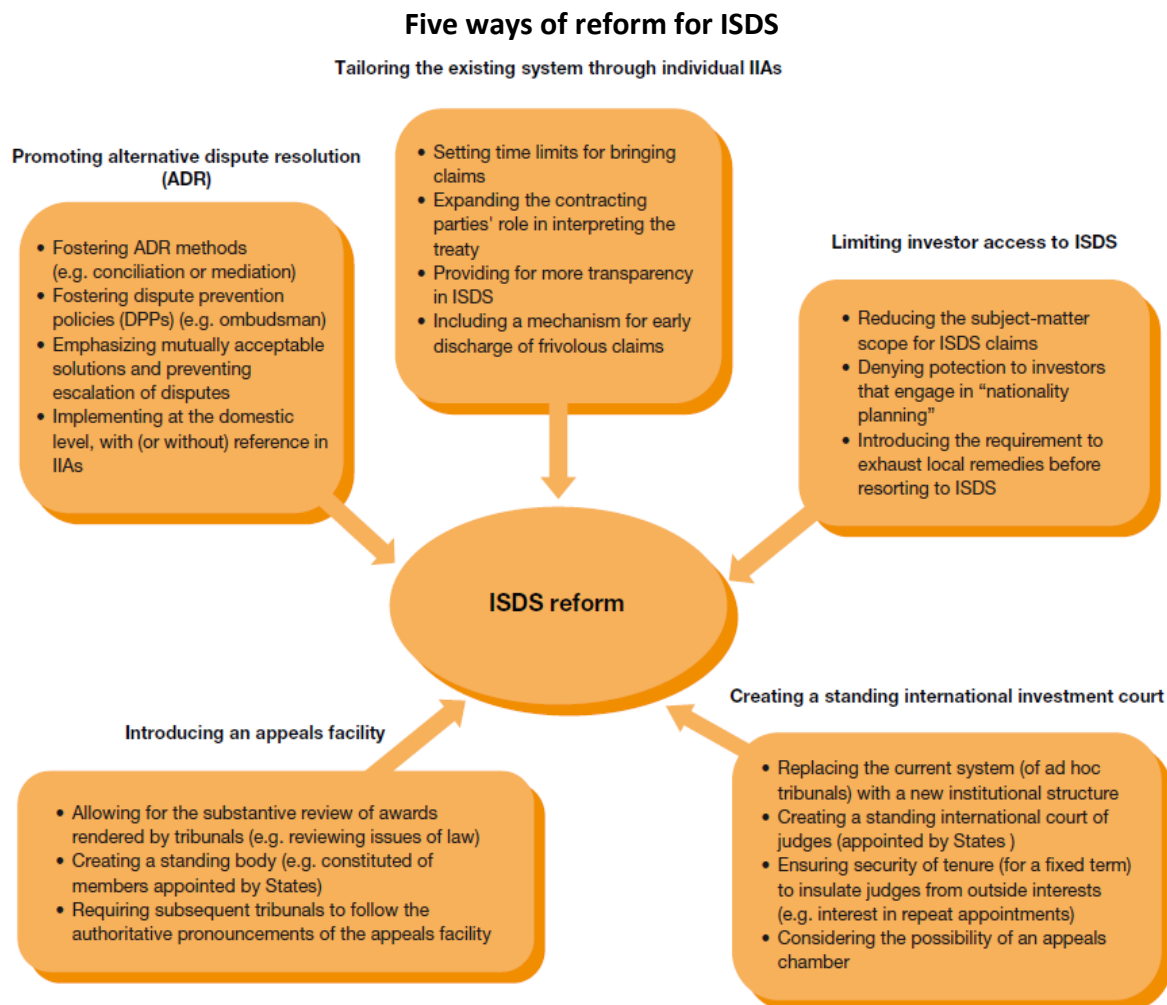 Five ways of reform for ISDS
Tailoring the existing system through individual IIAs
• Setting time limits for bringing
claims
• Expanding the contracting
parties' role in interpreting the
treaty
• Providing for more transparency
in ISDS
• Including a mechanism for early
discharge of frivolous claims
Promoting alternative dispute resolution
(ADR)
• Fostering ADR methods
(e.g. conciliation or mediation)
• Fostering dispute prevention
policies (DPPs) (e.g. ombudsman)
• Emphasizing mutually acceptable
solutions and preventing
escalation of disputes
• Implementing at the domestic
level, with (or without) reference in
IIAs
Limiting investor access to ISDS
• Reducing the subject-matter
scope for ISDS claims
• Denying potection to investors
that engage in “nationality
planning”
• Introducing the requirement to
exhaust local remedies before
resorting to ISDS
ISDS reform
Introducing an appeals facility
• Allowing for the substantive review of awards
rendered by tribunals (e.g. reviewing issues of law)
• Creating a standing body (e.g. constituted of
members appointed by States)
• Requiring subsequent tribunals to follow the
authoritative pronouncements of the appeals facility
Creating a standing international investment court
• Replacing the current system (of ad hoc
tribunals) with a new institutional structure
• Creating a standing international court of
judges (appointed by States )
• Ensuring security of tenure (for a fixed term)
to insulate judges from outside interests
(e.g. interest in repeat appointments)
• Considering the possibility of an appeals
chamber